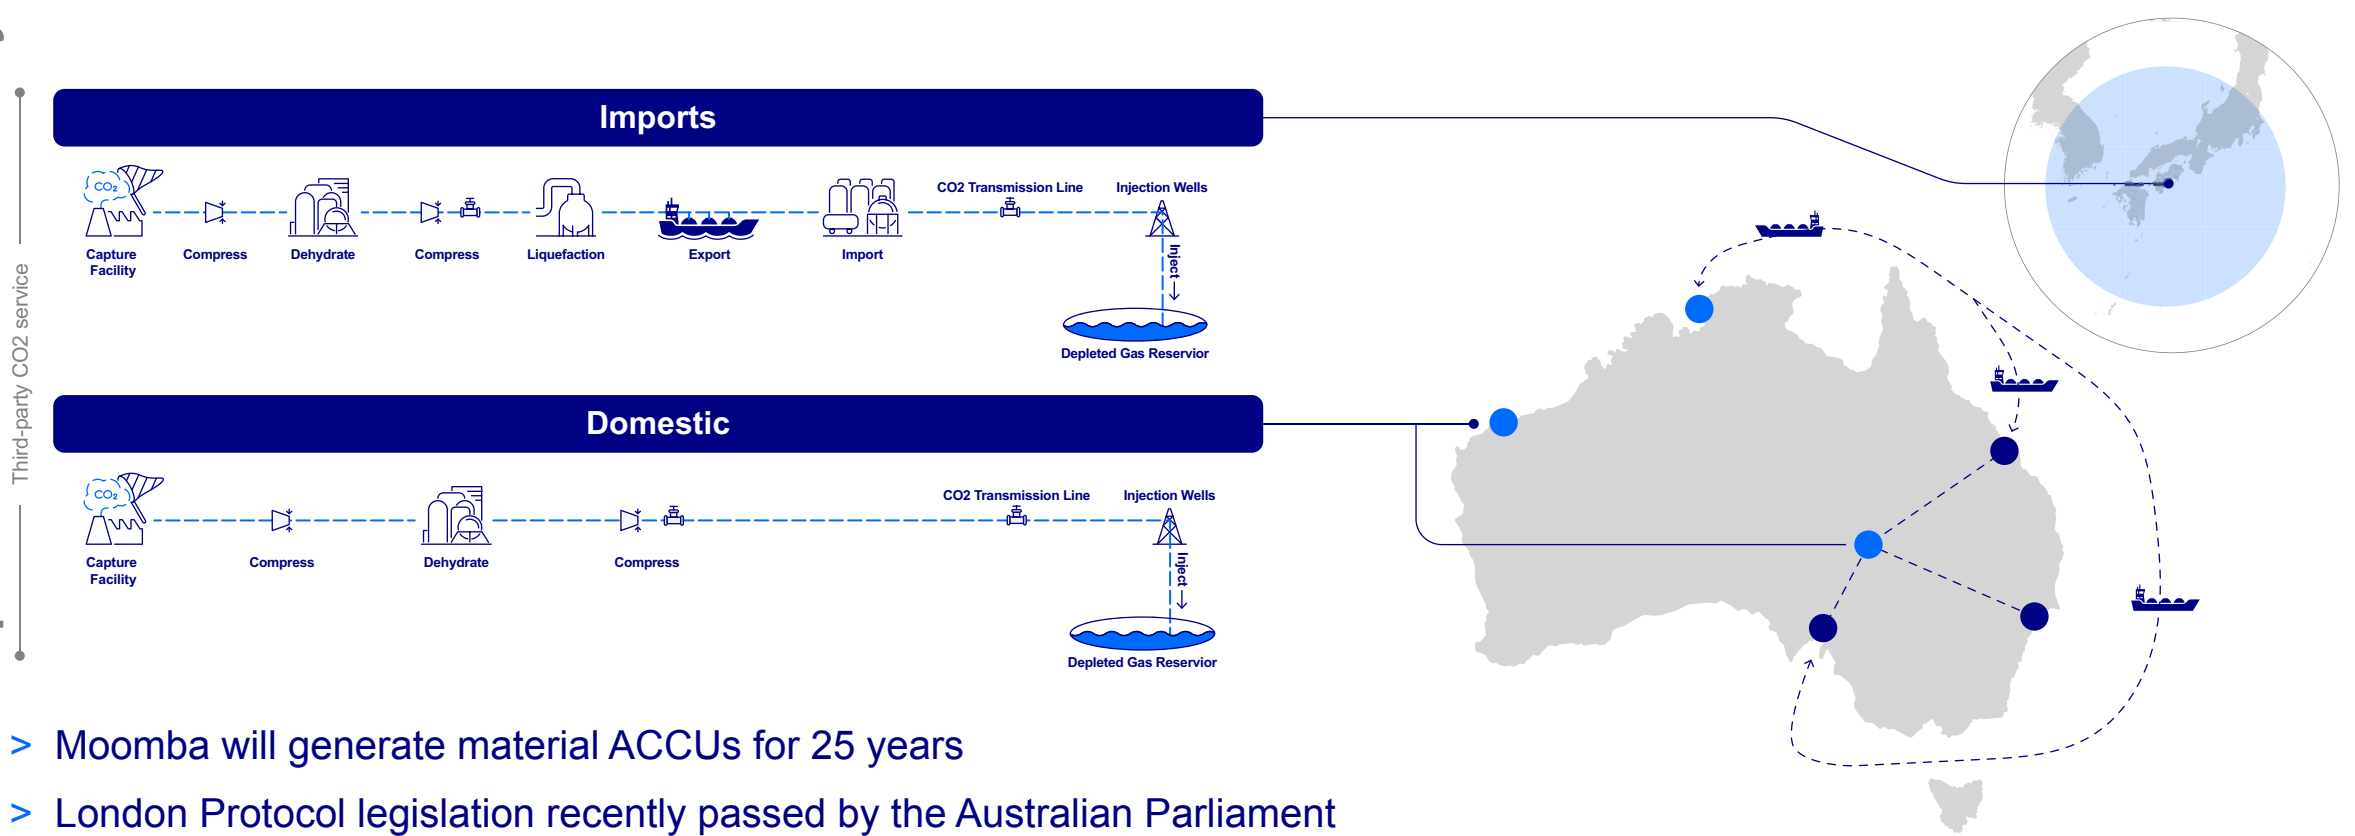 Third-party CO2 service
Imports
CO2
CO2 Transmission Line
Injection Wells
Capture
Facility
Compress
Dehydrate
Compress
Liquefaction
Export
Import
Inject
Depleted Gas Reservior
Domestic
CO2
CO2 Transmission Line
Injection Wells
Capture
Facility
Compress
Dehydrate
Compress
Inject
Depleted Gas Reservior
> Moomba will generate material ACCUs for 25 years
> London Protocol legislation recently passed by the Australian Parliament